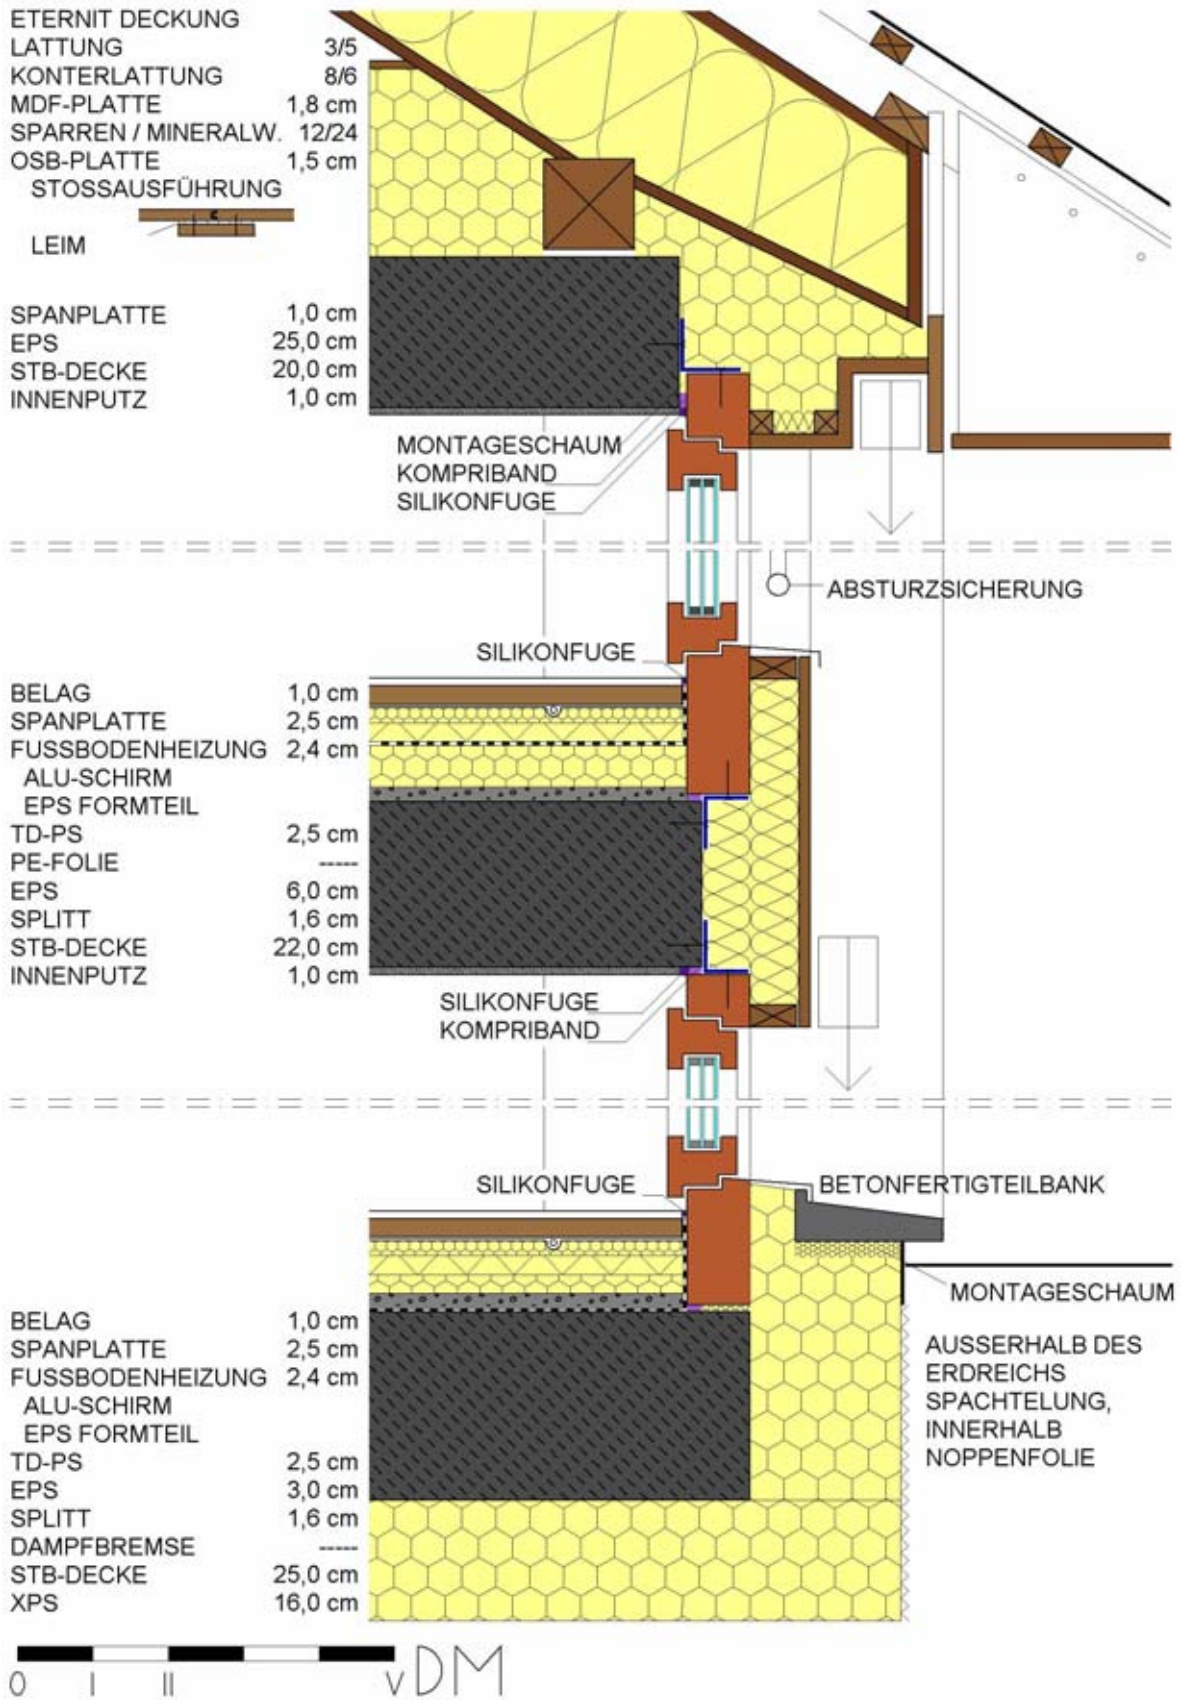 ETERNIT DECKUNG
LATTUNG 3/5
KONTERLATTUNG 8/6
MDF-PLATTE 1,8 cm
SPARREN / MINERALW. 12/24
OSB-PLATTE 1,5 cm
STOSSAUSFÜHRUNG
LEIM
SPANPLATTE 1,0 cm
EPS 25,0 cm
STB-DECKE 20,0 cm
INNENPUTZ 1,0 cm
MONTAGESCHAUM
KOMPRIBAND
SILIKONFUGE
ABSTURZSICHERUNG
SILIKONFUGE
BELAG 1,0 cm
SPANPLATTE 2,5 cm
FUSSBODENHEIZUNG 2,4 cm
ALU-SCHIRM
EPS FORMTEIL
TD-PS 2,5 cm
PE-FOLIE -----
EPS 6,0 cm
SPLITT 1,6 cm
STB-DECKE 22,0 cm
INNENPUTZ 1,0 cm
SILIKONFUGE
KOMPRIBAND
SILIKONFUGE
BETONFERTIGTEILBANK
MONTAGESCHAUM
AUSSERHALB DES
ERDREICHS
SPACHTELUNG,
INNERHALB
NOPPENFOLIE
BELAG 1,0 cm
SPANPLATTE 2,5 cm
FUSSBODENHEIZUNG 2,4 cm
ALU-SCHIRM
EPS FORMTEIL
TD-PS 2,5 cm
EPS 3,0 cm
SPLITT 1,6 cm
DAMPFBREMSE -----
STB-DECKE 25,0 cm
XPS 16,0 cm
0 I II V DM